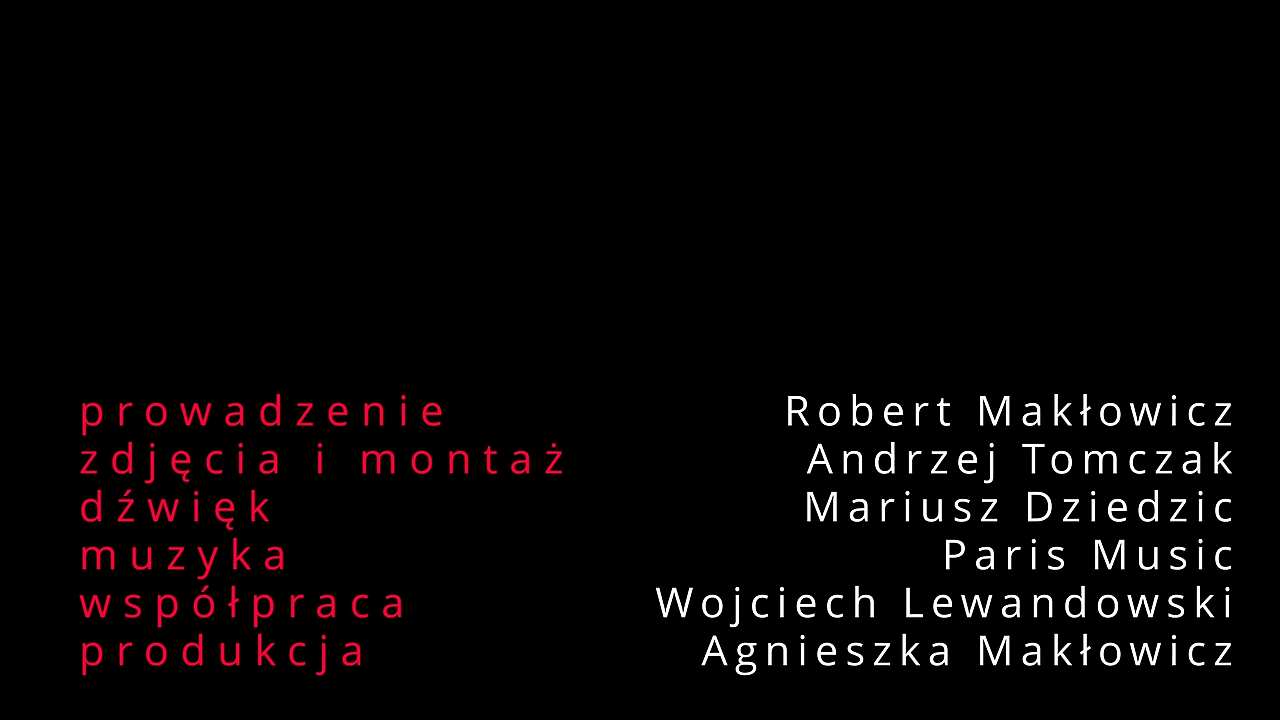 prowadzenie Robert Makłowicz
zdjęcia i montaż Andrzej Tomczak
dźwięk Mariusz Dziedzic
muzyka Paris Music
współpraca Wojciech Lewandowski
produkcja Agnieszka Makłowicz